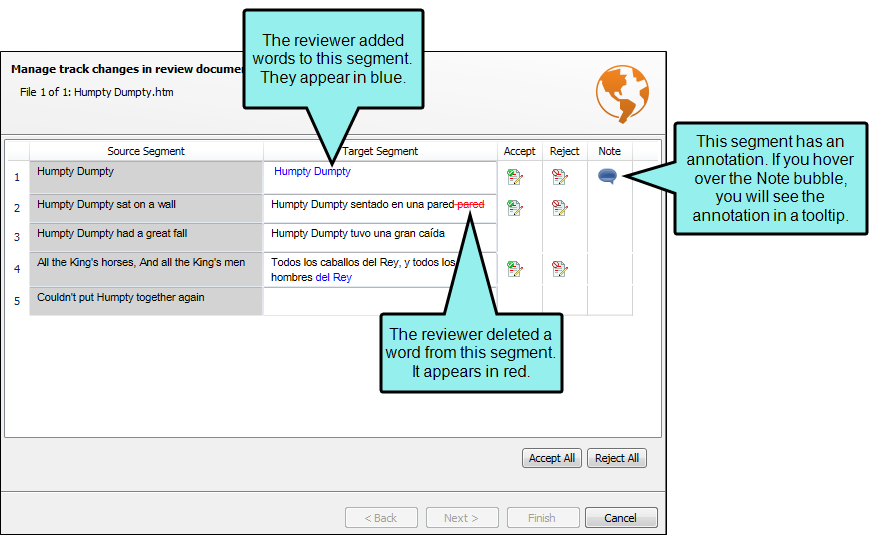 The reviewer added
words to this segment.
They appear in blue.
Manage track changes in review docume
File 1 of 1: Humpty Dumpty.htm
This segment has an
annotation. If you hover
over the Note bubble,
you will see the
annotation in a tooltip.
Source Segment Target Segment Accept Reject Note
1 Humpty Dumpty Humpty Dumpty
2 Humpty Dumpty sat on a wall Humpty Dumpty sentado en una pared pared
3 Humpty Dumpty had a great fall Humpty Dumpty tuvo una gran caída
4 All the King's horses, And all the King's men Todos los caballos del Rey, y todos los
hombres del Rey
5 Couldn't put Humpty together again
The reviewer deleted a
word from this segment.
It appears in red.
Accept All Reject All
< Back Next > Finish Cancel